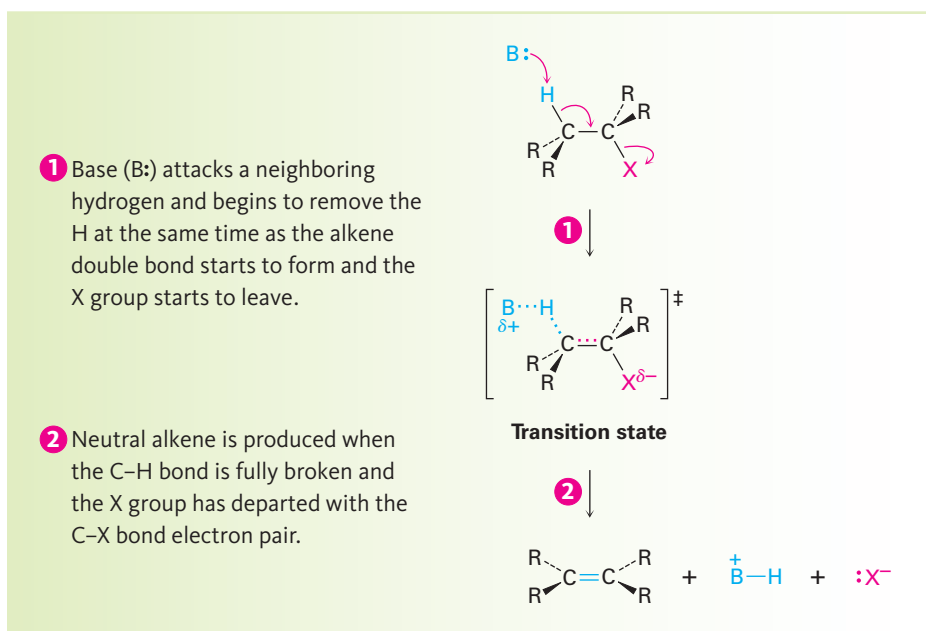 B:
H
R
R
C
C
R
R
X
1 Base (B:) attacks a neighboring
hydrogen and begins to remove the
H at the same time as the alkene
double bond starts to form and the
X group starts to leave.
1
B H ‡
δ+
R
R
C C
R
R
Xδ–
Transition state
2 Neutral alkene is produced when
the C–H bond is fully broken and
the X group has departed with the
C–X bond electron pair.
2
R R +
C=C + B—H + :X–
R R